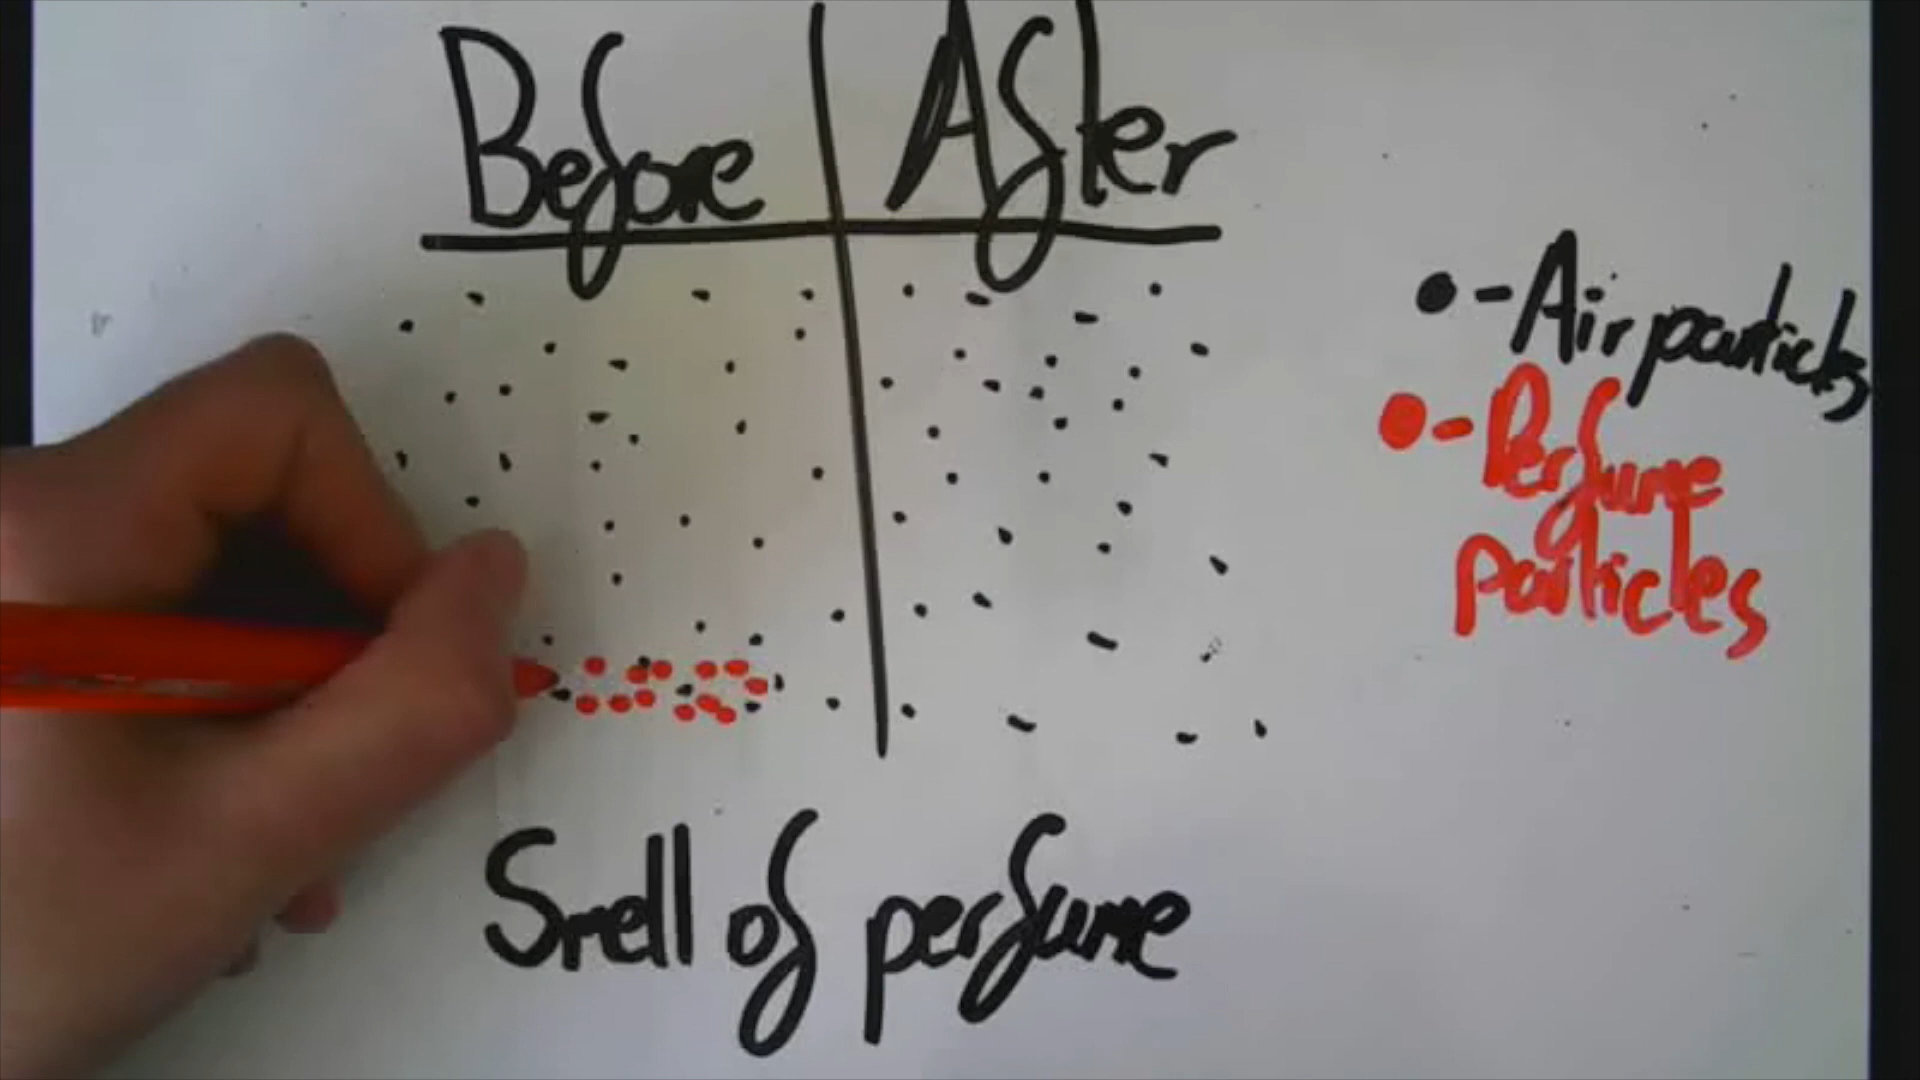 Before After
• - Air particles
• - Perfume
particles
Smell of perfume